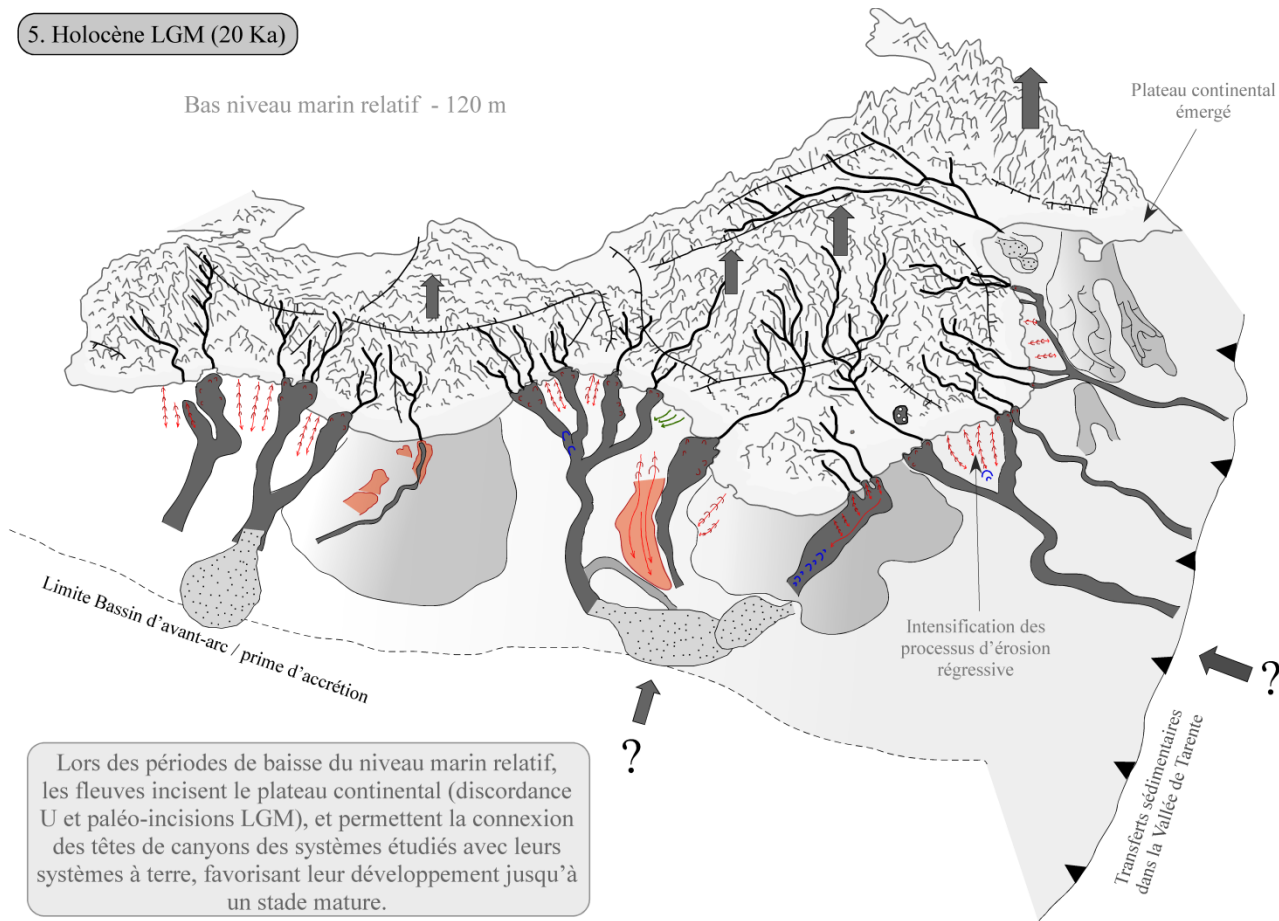 5. Holocène LGM (20 Ka)
Bas niveau marin relatif - 120 m
Plateau continental
émergé
Limite Bassin d'avant-arc / prime d'accrétion
Intensification des
processus d'érosion
régressive
?
?
Transferts sédimentaires
dans la Vallée de Tarente
Lors des périodes de baisse du niveau marin relatif,
les fleuves incisent le plateau continental (discordance
U et paléo-incisions LGM), et permettent la connexion
des têtes de canyons des systèmes étudiés avec leurs
systèmes à terre, favorisant leur développement jusqu'à
un stade mature.